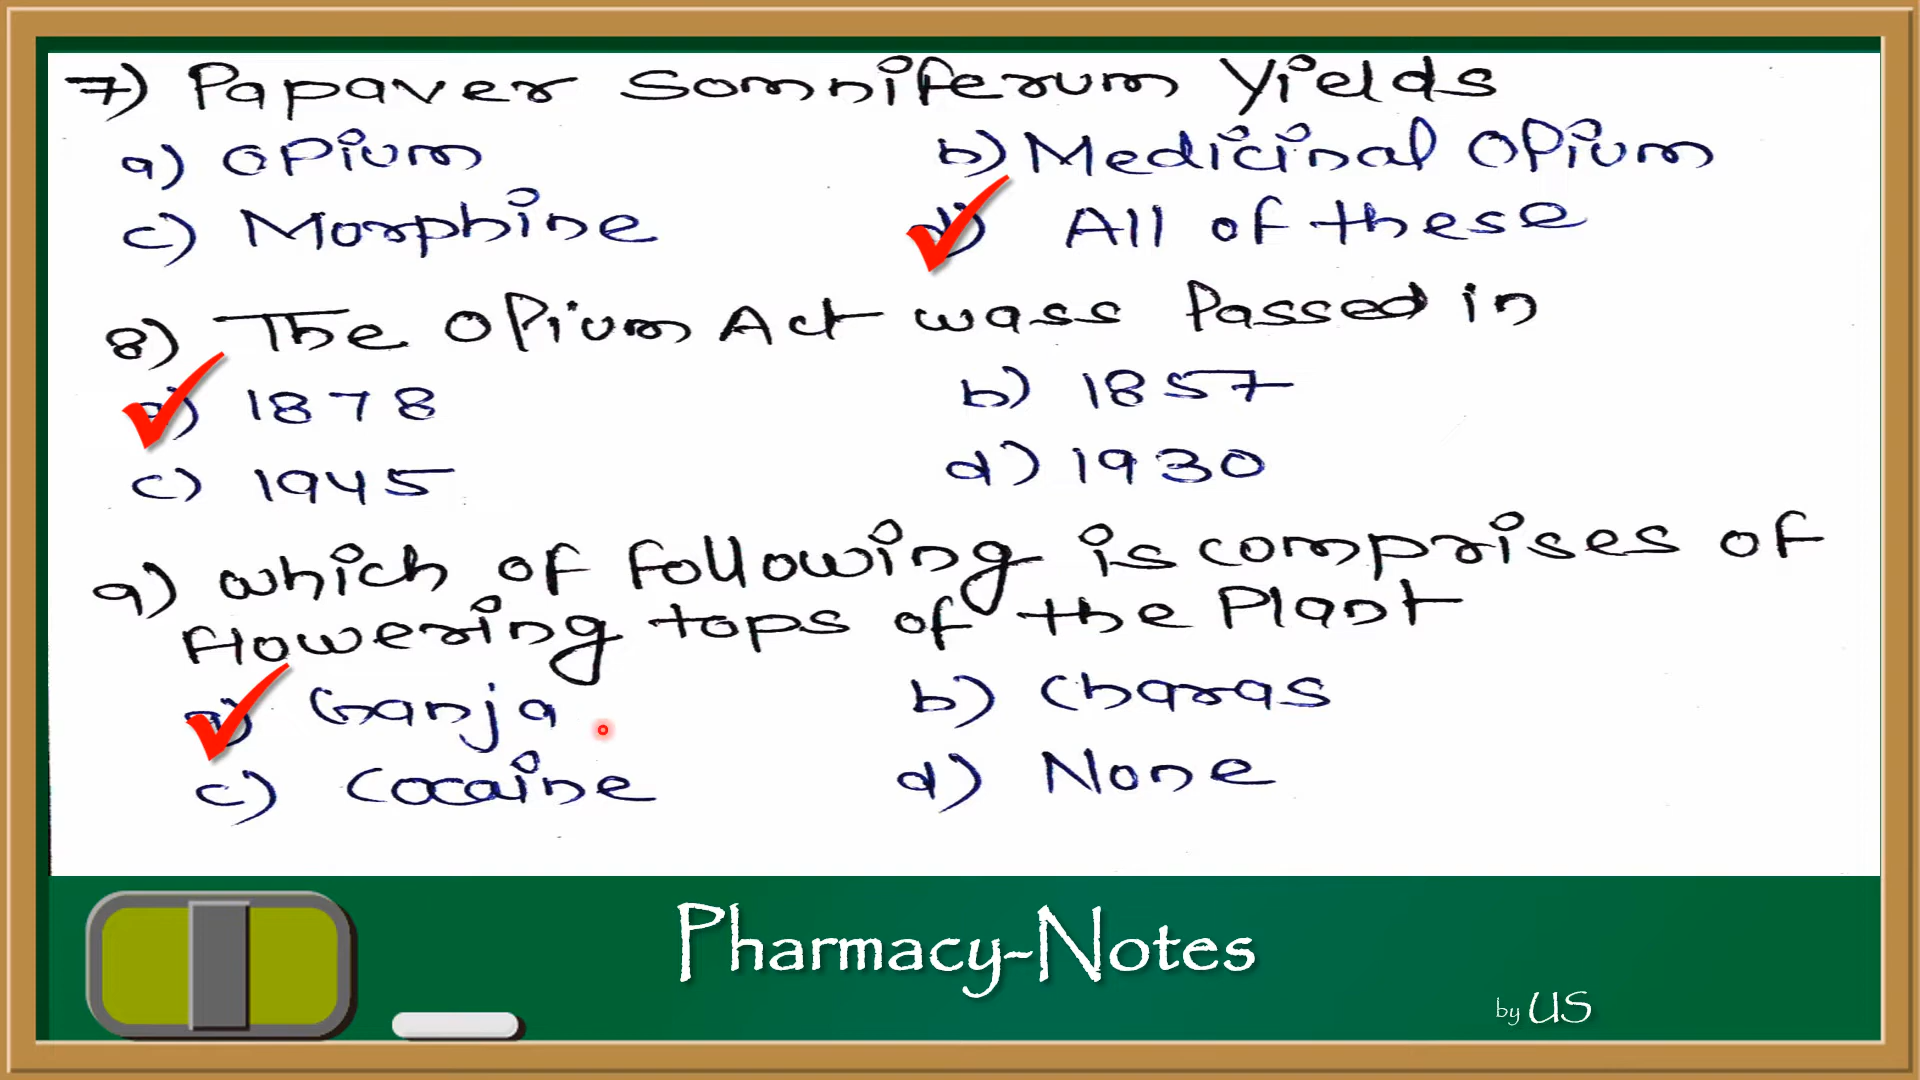 7) Papaver Somniferum Yields
a) Opium b) Medicinal Opium
c) Morphine d) All of these
8) The Opium Act wass Passed in
a) 1878 b) 1857
c) 1945 d) 1930
9) which of following is comprises of
flowering tops of the Plant
a) Ganja b) Charas
c) Cocaine d) None
Pharmacy-Notes
by US